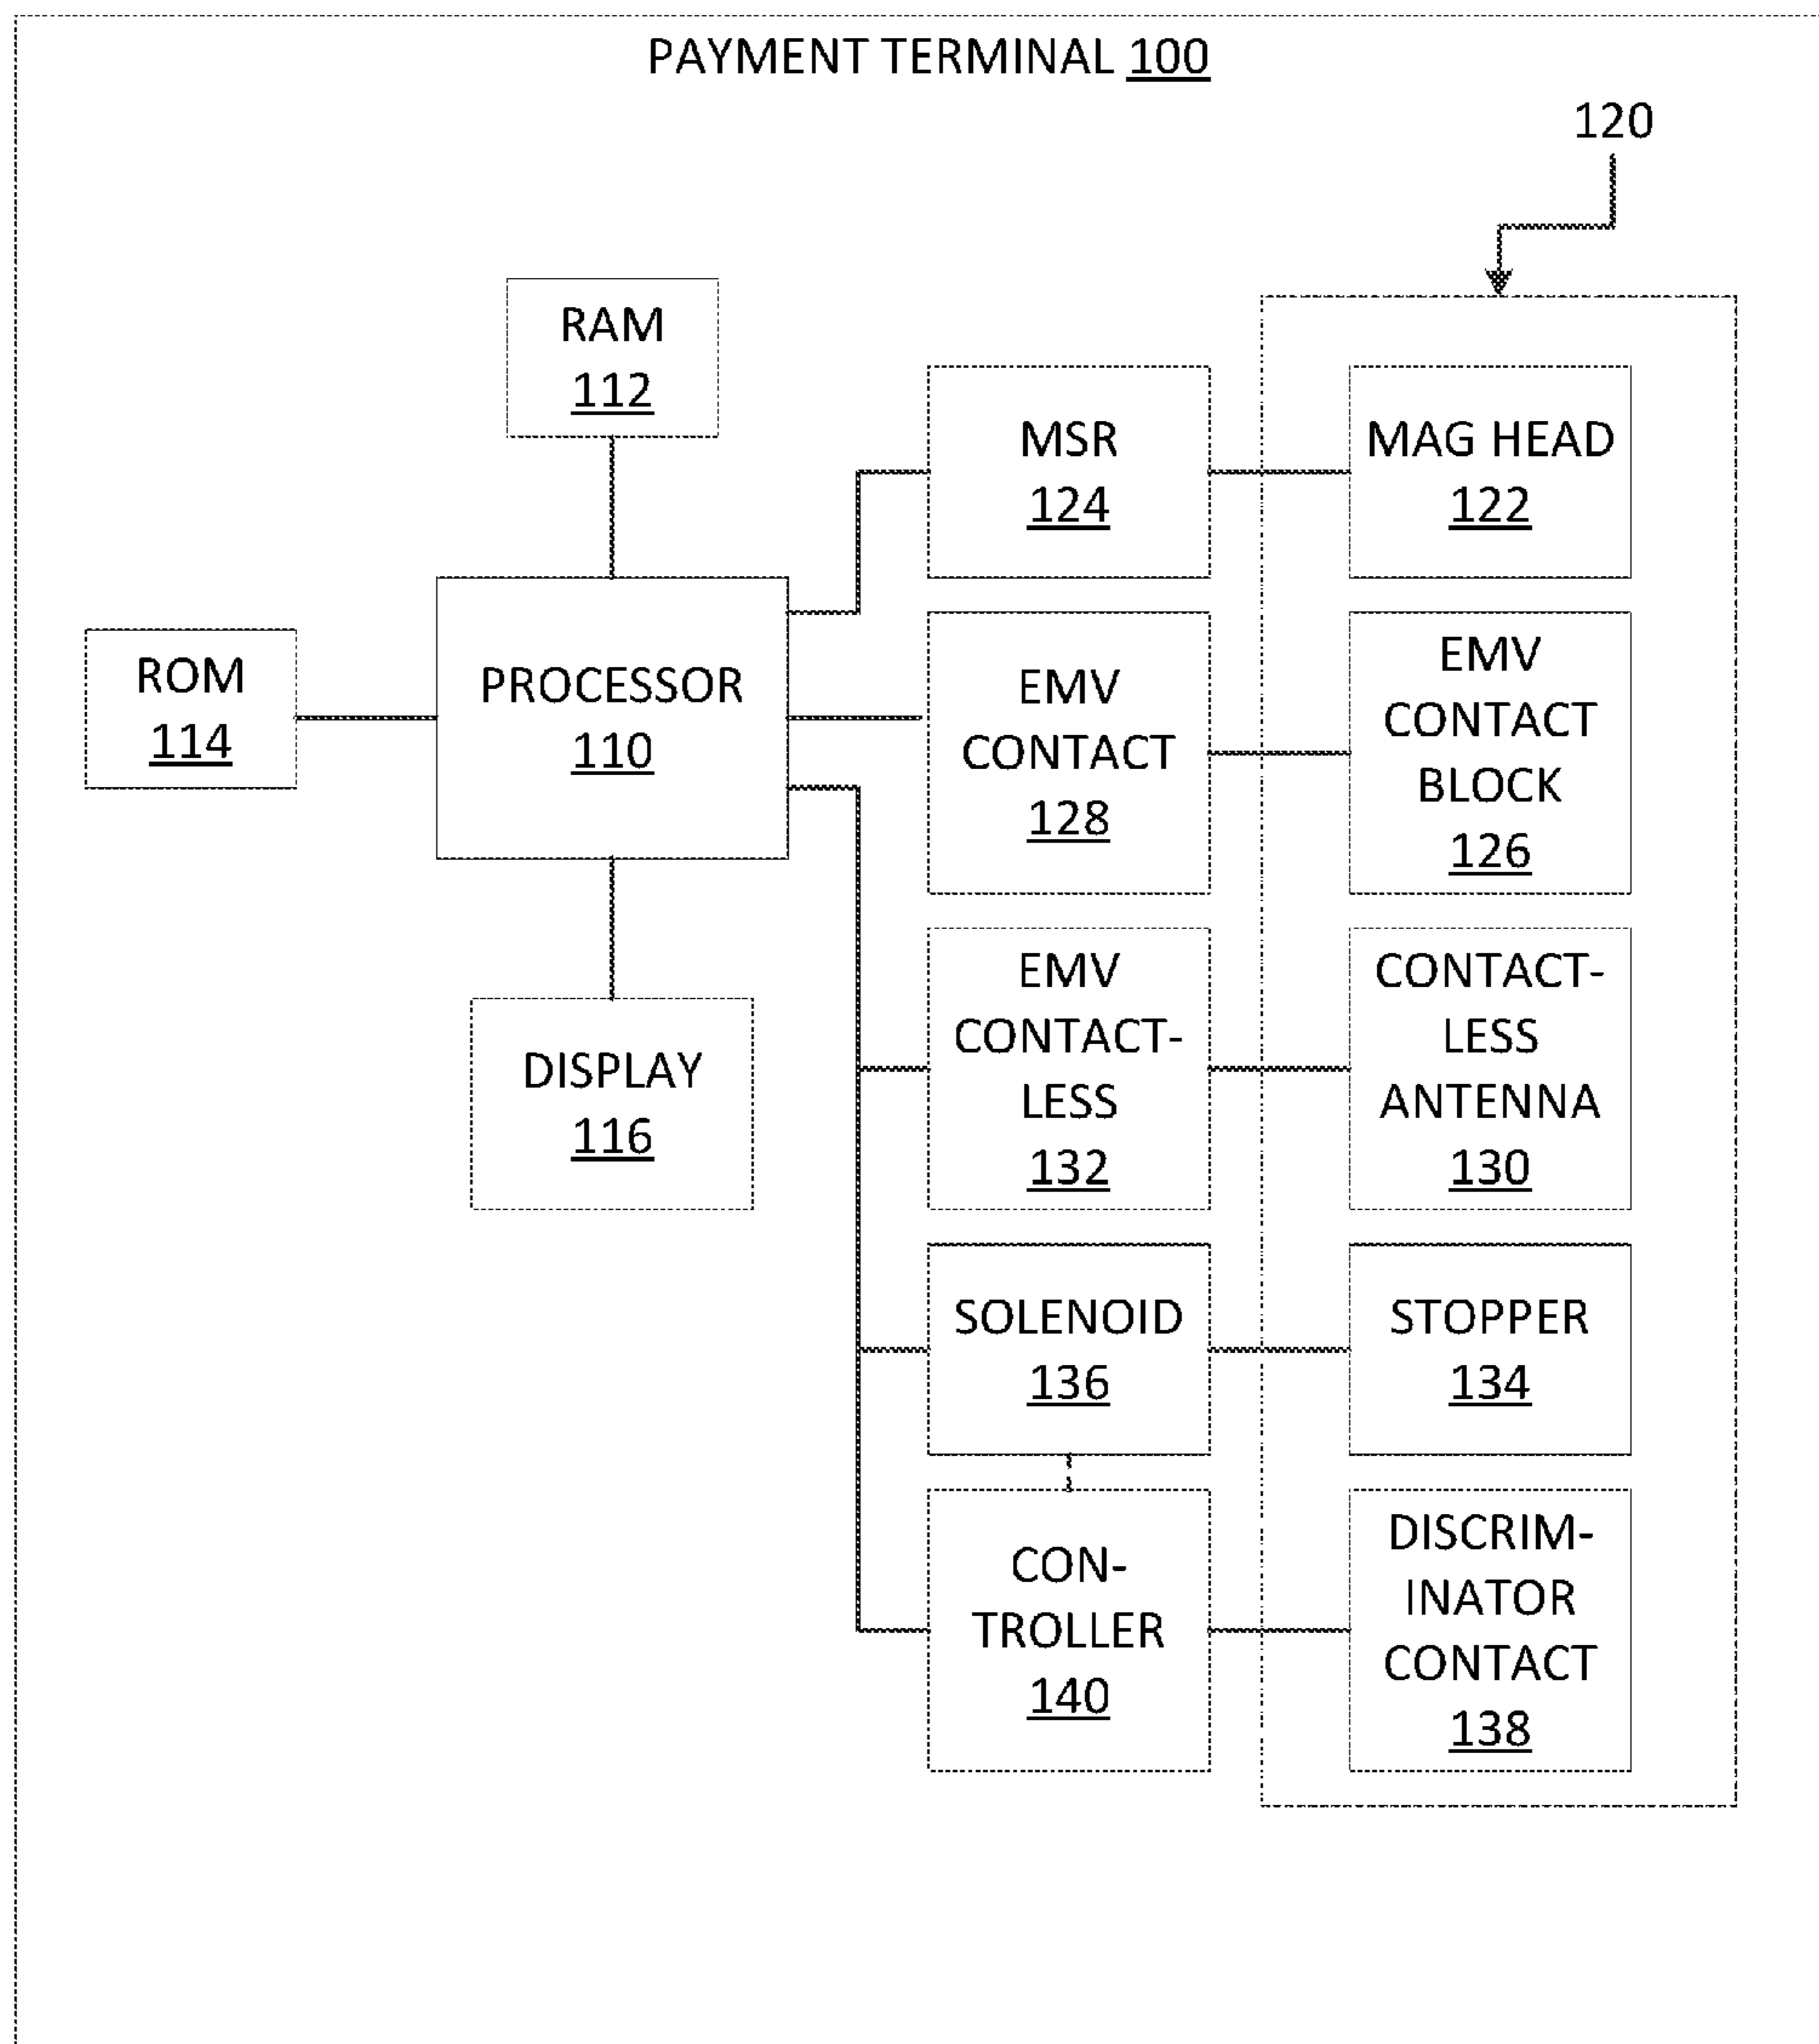 PAYMENT TERMINAL 100
120
RAM
112
ROM
114
PROCESSOR
110
DISPLAY
116
MSR
124
MAG HEAD
122
EMV
CONTACT
128
EMV
CONTACT
BLOCK
126
EMV
CONTACT-
LESS
132
CONTACT-
LESS
ANTENNA
130
SOLENOID
136
STOPPER
134
CON-
TROLLER
140
DISCRIM-
INATOR
CONTACT
138